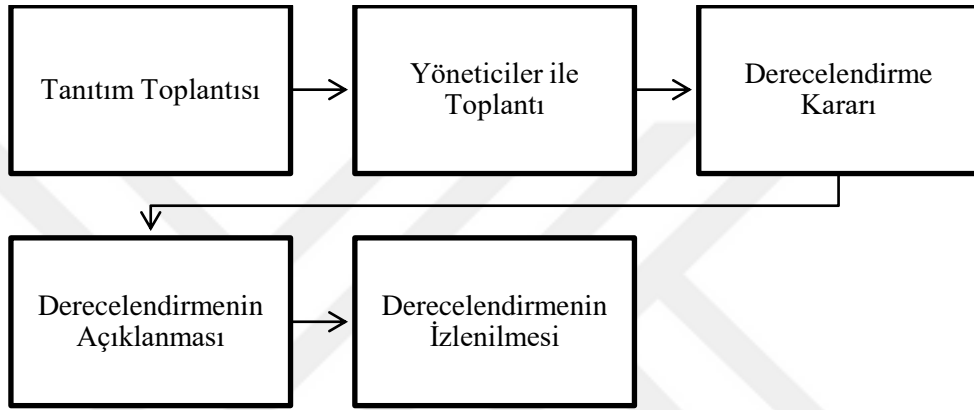 Tanıtım Toplantısı
Yöneticiler ile
Toplantı
Derecelendirme
Kararı
Derecelendirmenin
Açıklanması
Derecelendirmenin
İzlenilmesi